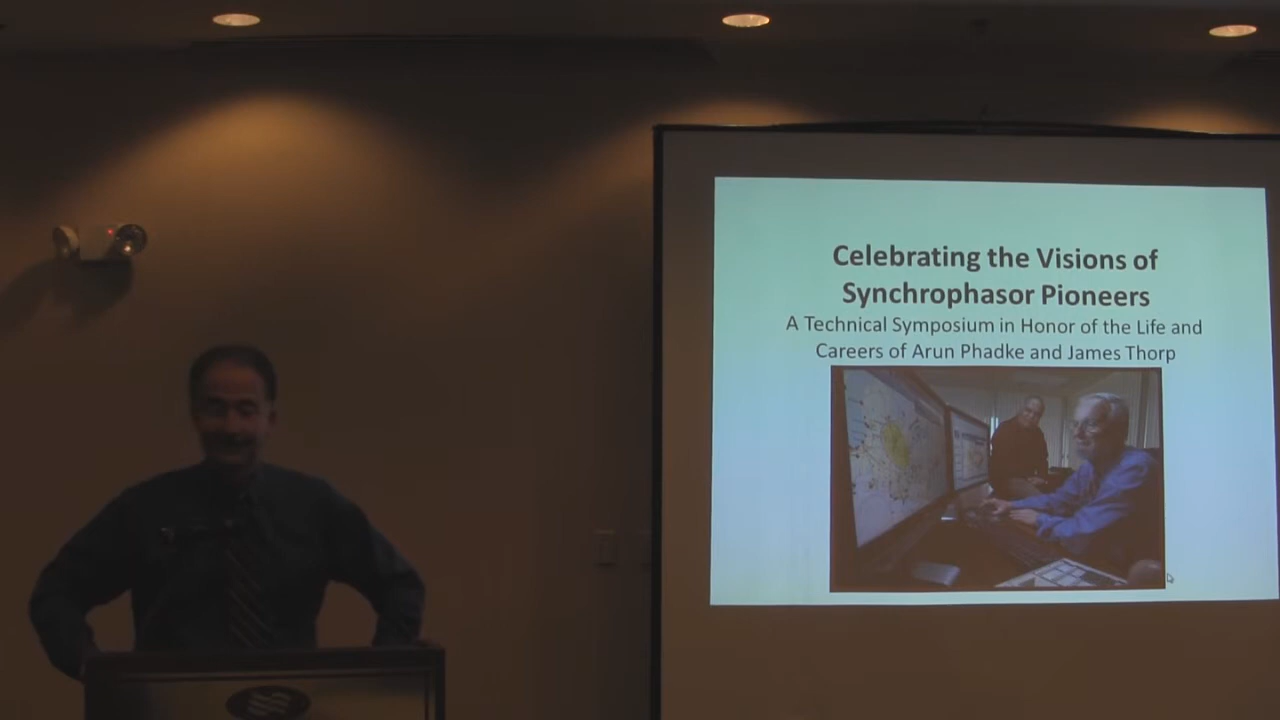 Celebrating the Visions of
Synchrophasor Pioneers
A Technical Symposium in Honor of the Life and
Careers of Arun Phadke and James Thorp